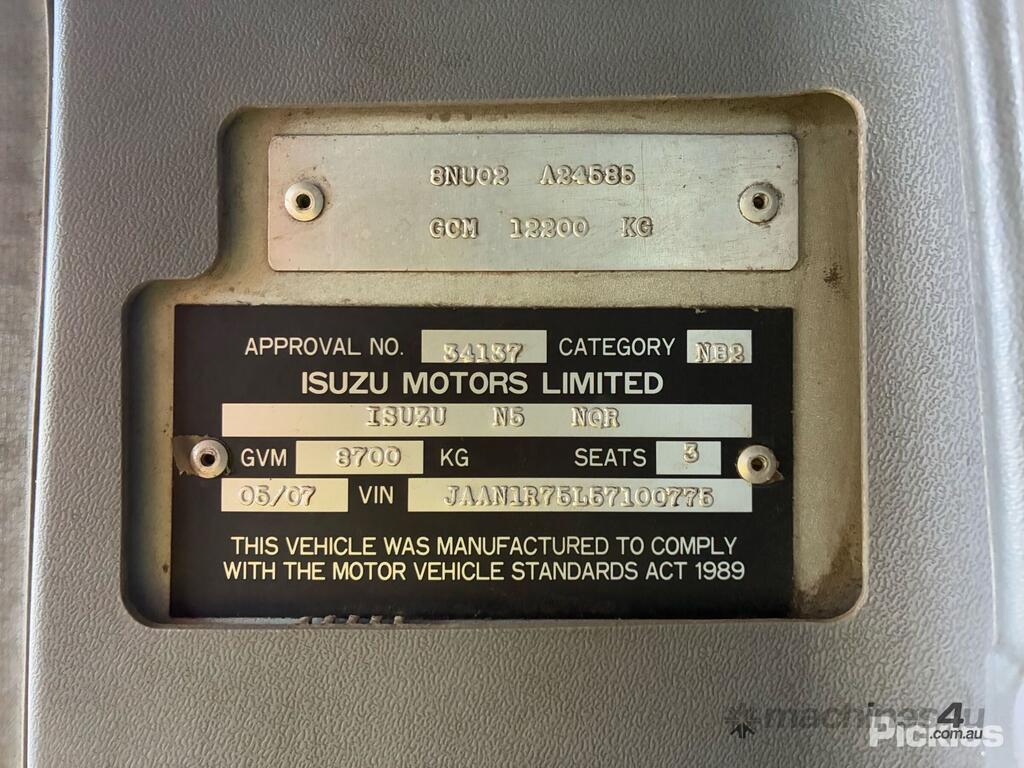 8NU02 A24585
GCM 12200 KG
APPROVAL NO. 34137 CATEGORY NB2
ISUZU MOTORS LIMITED
ISUZU N5 NQR
GVM 8700 KG SEATS 3
05/07 VIN JAAN1R75L57100775
THIS VEHICLE WAS MANUFACTURED TO COMPLY
WITH THE MOTOR VEHICLE STANDARDS ACT 1989
machines4u
.com.au
Pickles